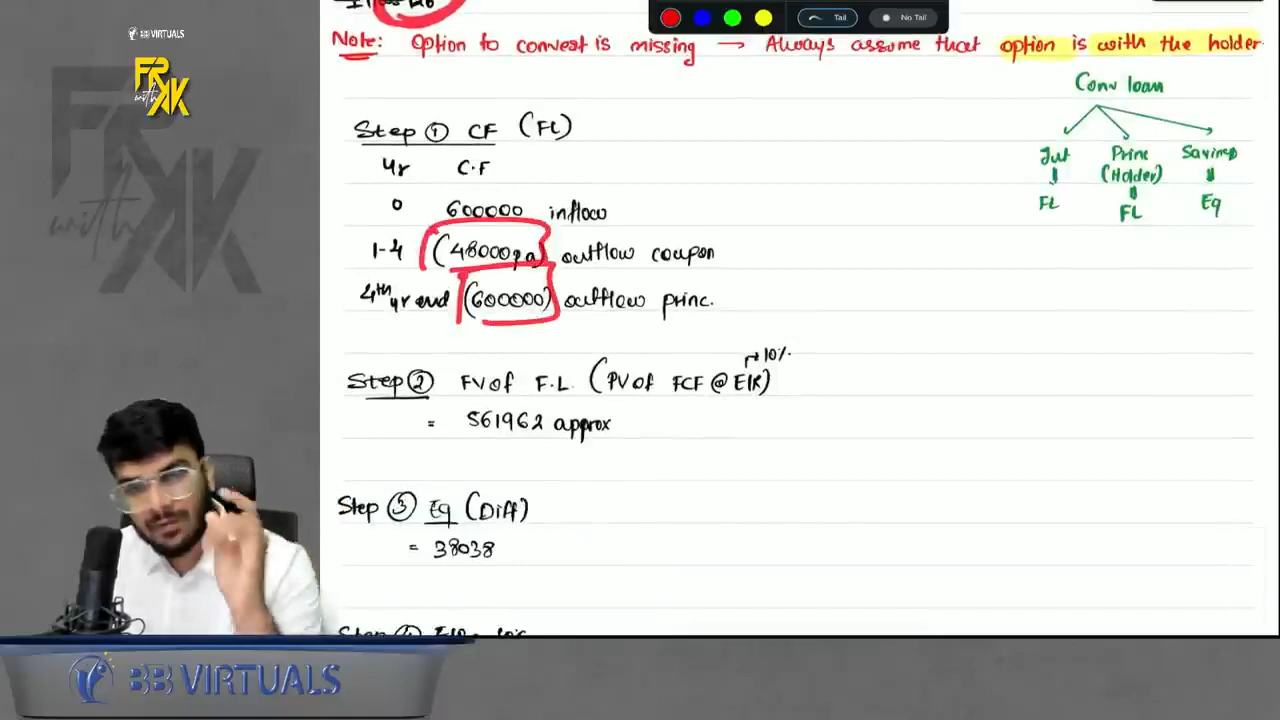 BB VIRTUALS
FR with KK
Tail
No Tail
Note: Option to convert is missing → Always assume that option is with the holder.
Conv loan
Int Princ (Holder) Savings
FL FL Eq
Step ① CF (FL)
Yr C.F
0 600000 inflow
1-4 (48000 pa) outflow coupon
4th yr end (600000) outflow princ.
Step ② FV of F.L. (PV of FCF @ EIR) → 10%
= 561962 approx
Step ③ Eq (Diff)
= 38038
BB VIRTUALS